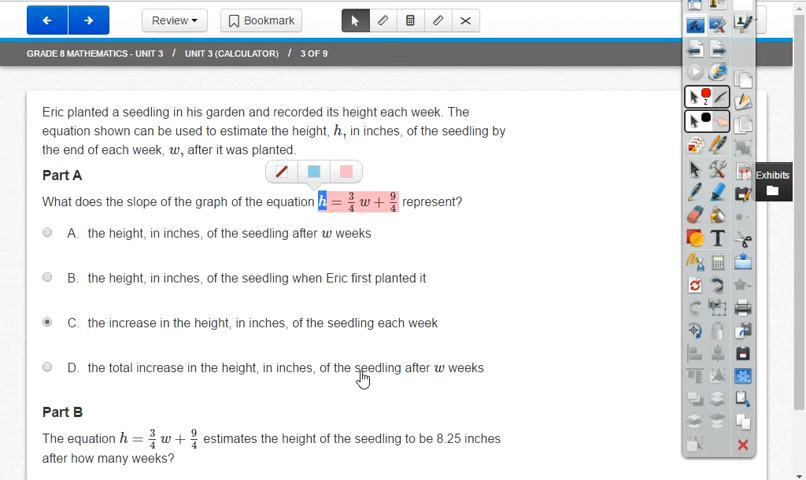 Review
Bookmark
GRADE 8 MATHEMATICS - UNIT 3 / UNIT 3 (CALCULATOR) / 3 OF 9
Eric planted a seedling in his garden and recorded its height each week. The
equation shown can be used to estimate the height, h, in inches, of the seedling by
the end of each week, w, after it was planted.
Part A
What does the slope of the graph of the equation h = 3/4 w + 9/4 represent?
A. the height, in inches, of the seedling after w weeks
B. the height, in inches, of the seedling when Eric first planted it
C. the increase in the height, in inches, of the seedling each week
D. the total increase in the height, in inches, of the seedling after w weeks
Part B
The equation h = 3/4 w + 9/4 estimates the height of the seedling to be 8.25 inches
after how many weeks?
2
T
Exhibits